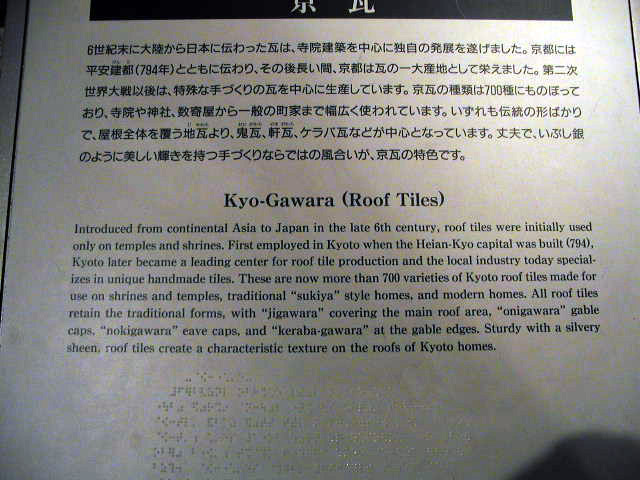 京瓦
6世紀末に大陸から日本に伝わった瓦は、寺院建築を中心に独自の発展を遂げました。京都には
平安建都(794年)とともに伝わり、その後長い間、京都は瓦の一大産地として栄えました。第二次
世界大戦以後は、特殊な手づくりの瓦を中心に生産しています。京瓦の種類は700種にものぼって
おり、寺院や神社、数寄屋から一般の町家まで幅広く使われています。いずれも伝統の形ばかり
で、屋根全体を覆う地瓦より、鬼瓦、軒瓦、ケラバ瓦などが中心となっています。丈夫で、いぶし銀
のように美しい輝きを持つ手づくりならではの風合いが、京瓦の特色です。
Kyo-Gawara (Roof Tiles)
Introduced from continental Asia to Japan in the late 6th century, roof tiles were initially used
only on temples and shrines. First employed in Kyoto when the Heian-Kyo capital was built (794),
Kyoto later became a leading center for roof tile production and the local industry today special-
izes in unique handmade tiles. These are now more than 700 varieties of Kyoto roof tiles made for
use on shrines and temples, traditional “sukiya” style homes, and modern homes. All roof tiles
retain the traditional forms, with “jigawara” covering the main roof area, “onigawara” gable
caps, “nokigawara” eave caps, and “keraba-gawara” at the gable edges. Sturdy with a silvery
sheen, roof tiles create a characteristic texture on the roofs of Kyoto homes.